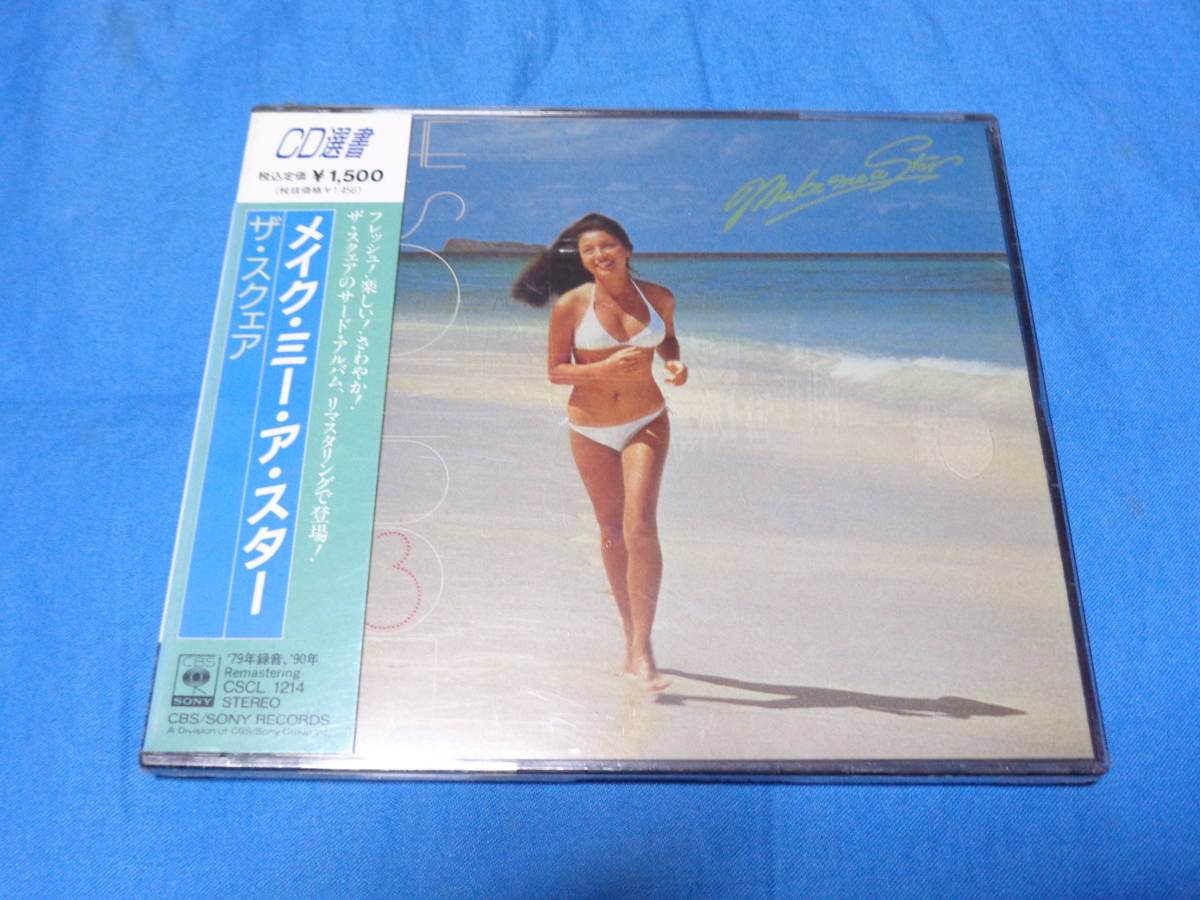 CD選書
税込定価 ¥1,500
(税抜価格¥1,456)
フレッシュ!楽しい!さわやか!
ザ・スクェアのサード・アルバム、リマスタリングで登場!
メイク・ミー・ア・スター
ザ・スクェア
CBS
SONY
'79年録音、'90年
Remastering
CSCL 1214
STEREO
CBS/SONY RECORDS
A Division of CBS/Sony Group Inc.
Make me a Star
3